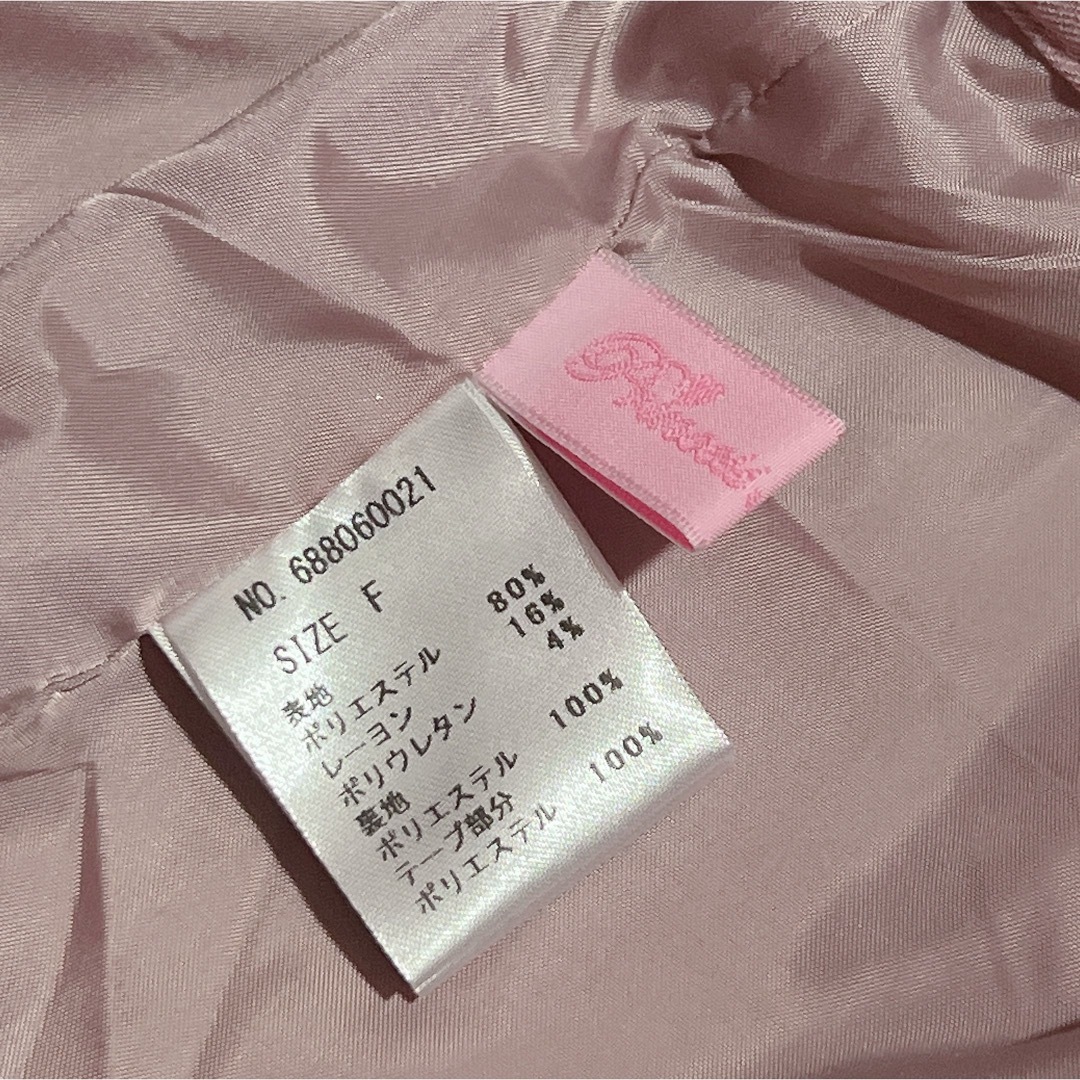 NO. 688060021
SIZE F
表地
ポリエステル 80%
レーヨン 16%
ポリウレタン 4%
裏地
ポリエステル 100%
テープ部分
ポリエステル 100%